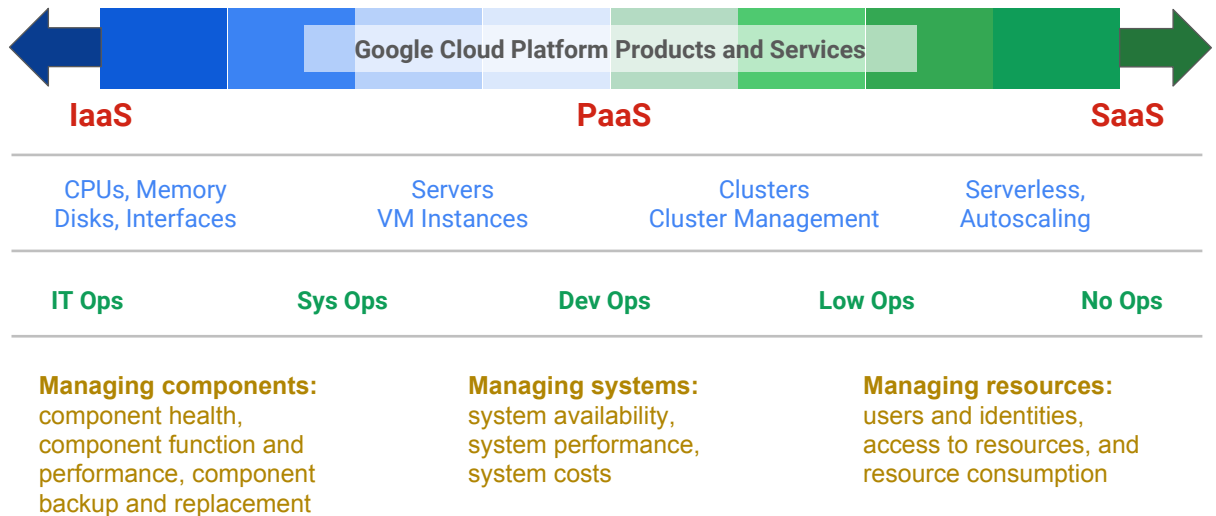 Google Cloud Platform Products and Services
IaaS
PaaS
SaaS
CPUs, Memory
Disks, Interfaces
Servers
VM Instances
Clusters
Cluster Management
Serverless,
Autoscaling
IT Ops
Sys Ops
Dev Ops
Low Ops
No Ops
Managing components:
component health,
component function and
performance, component
backup and replacement
Managing systems:
system availability,
system performance,
system costs
Managing resources:
users and identities,
access to resources, and
resource consumption